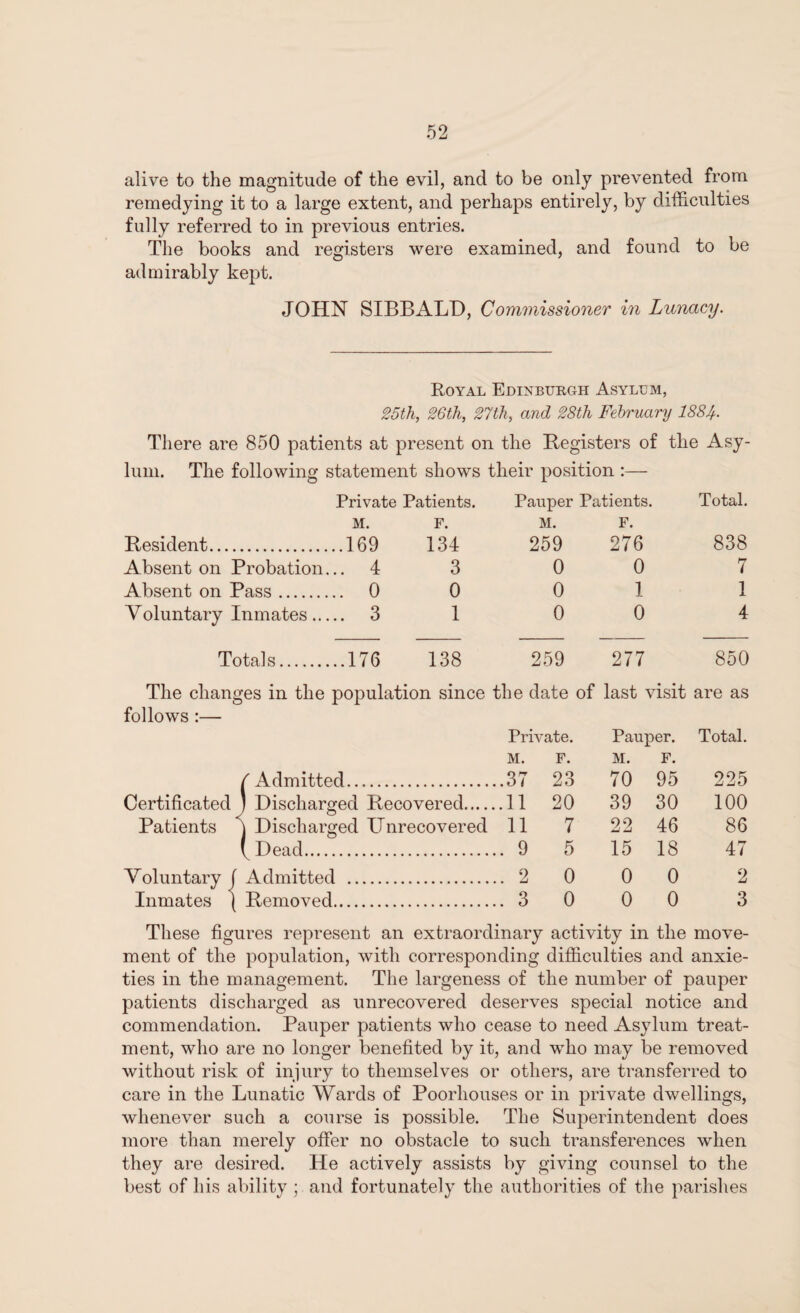 52
alive to the magnitude of the evil, and to be only prevented from
remedying it to a large extent, and perhaps entirely, by difficulties
fully referred to in previous entries.
The books and registers were examined, and found to be
admirably kept.
JOHN SIBBALD, Commissioner in Lunacy.
Royal Edinburgh Asylum,
25th, 26th, 27th, and 28th February 1884.
There are 850 patients at present on the Registers of the Asy-
lum. The following statement shows their position :—
Private Patients. Pauper Patients. Total.
M. F. M. F.
Resident....................169 134 259 276 838
Absent on Probation... 4 3 0 0 7
Absent on Pass ......... 0 0 0 1 1
Voluntary Inmates ..... 3 1 0 0 4
Totals..........176 138 259 277 850
The changes in the population since the date of last visit are as
follows :—
Private. Pauper. Total.
M. F. M. F.
Admitted........................37 23 70 95 225
Certificated Discharged Recovered......11 20 39 30 100
Patients Discharged Unrecovered 11 7 22 46 86
Dead............................ 9 5 15 18 47
Voluntary { Admitted ........................ 2 0 0 0 2
Inmates { Removed........................ 3 0 0 0 3
These figures represent an extraordinary activity in the move-
ment of the population, with corresponding difficulties and anxie-
ties in the management. The largeness of the number of pauper
patients discharged as unrecovered deserves special notice and
commendation. Pauper patients who cease to need Asylum treat-
ment, who are no longer benefited by it, and who may be removed
without risk of injury to themselves or others, are transferred to
care in the Lunatic Wards of Poorhouses or in private dwellings,
whenever such a course is possible. The Superintendent does
more than merely offer no obstacle to such transferences when
they are desired. He actively assists by giving counsel to the
best of his ability ; and fortunately the authorities of the parishes